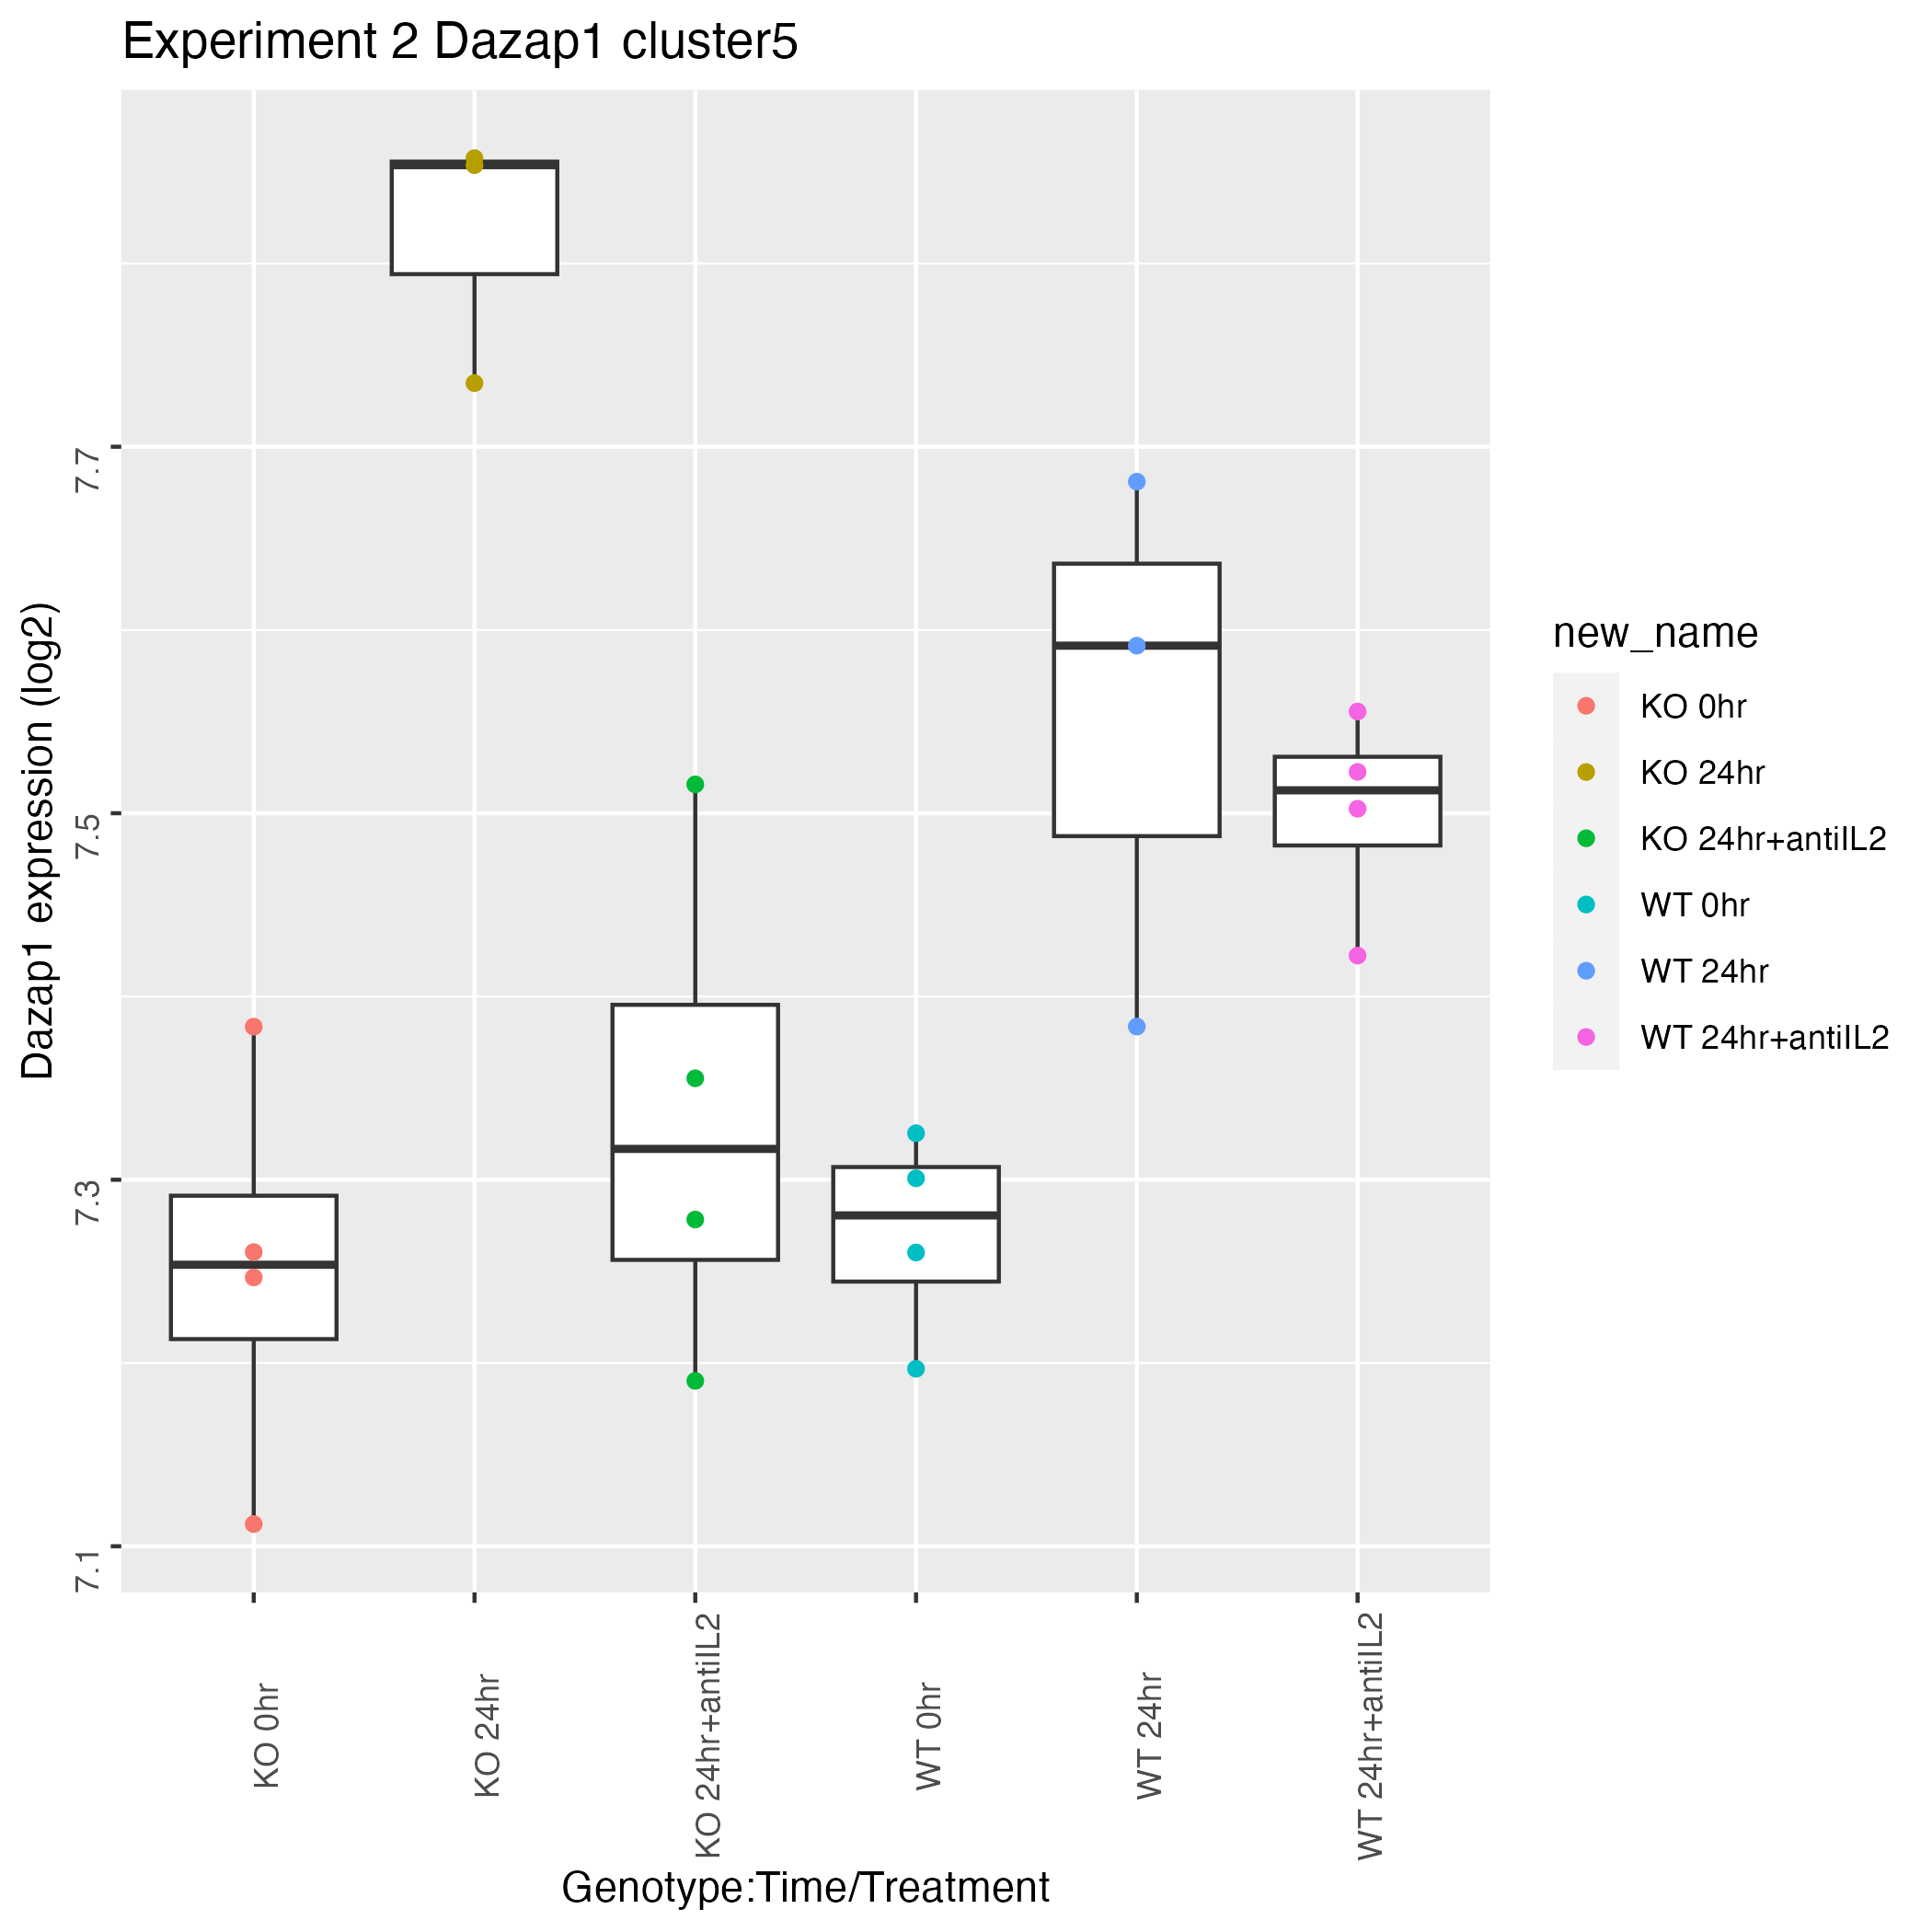 Experiment 2 Dazap1 cluster5
Dazap1 expression (log2)
7.7
7.5
7.3
7.1
KO 0hr
KO 24hr
KO 24hr+antiIL2
WT 0hr
WT 24hr
WT 24hr+antiIL2
Genotype:Time/Treatment
new_name
KO 0hr
KO 24hr
KO 24hr+antiIL2
WT 0hr
WT 24hr
WT 24hr+antiIL2